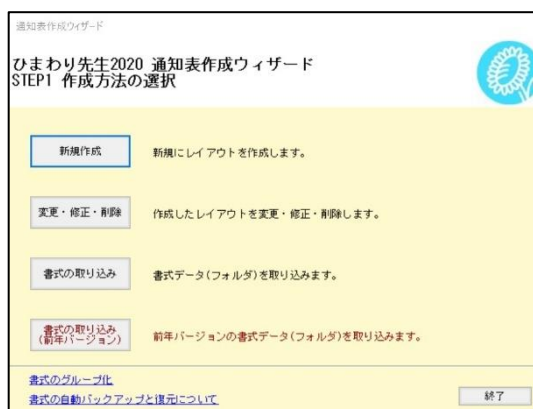 通知表作成ウィザード
ひまわり先生2020 通知表作成ウィザード
STEP1 作成方法の選択
新規作成
新規にレイアウトを作成します。
変更・修正・削除
作成したレイアウトを変更・修正・削除します。
書式の取り込み
書式データ(フォルダ)を取り込みます。
書式の取り込み
(前年バージョン)
前年バージョンの書式データ(フォルダ)を取り込みます。
書式のグループ化
書式の自動バックアップと復元について
終了